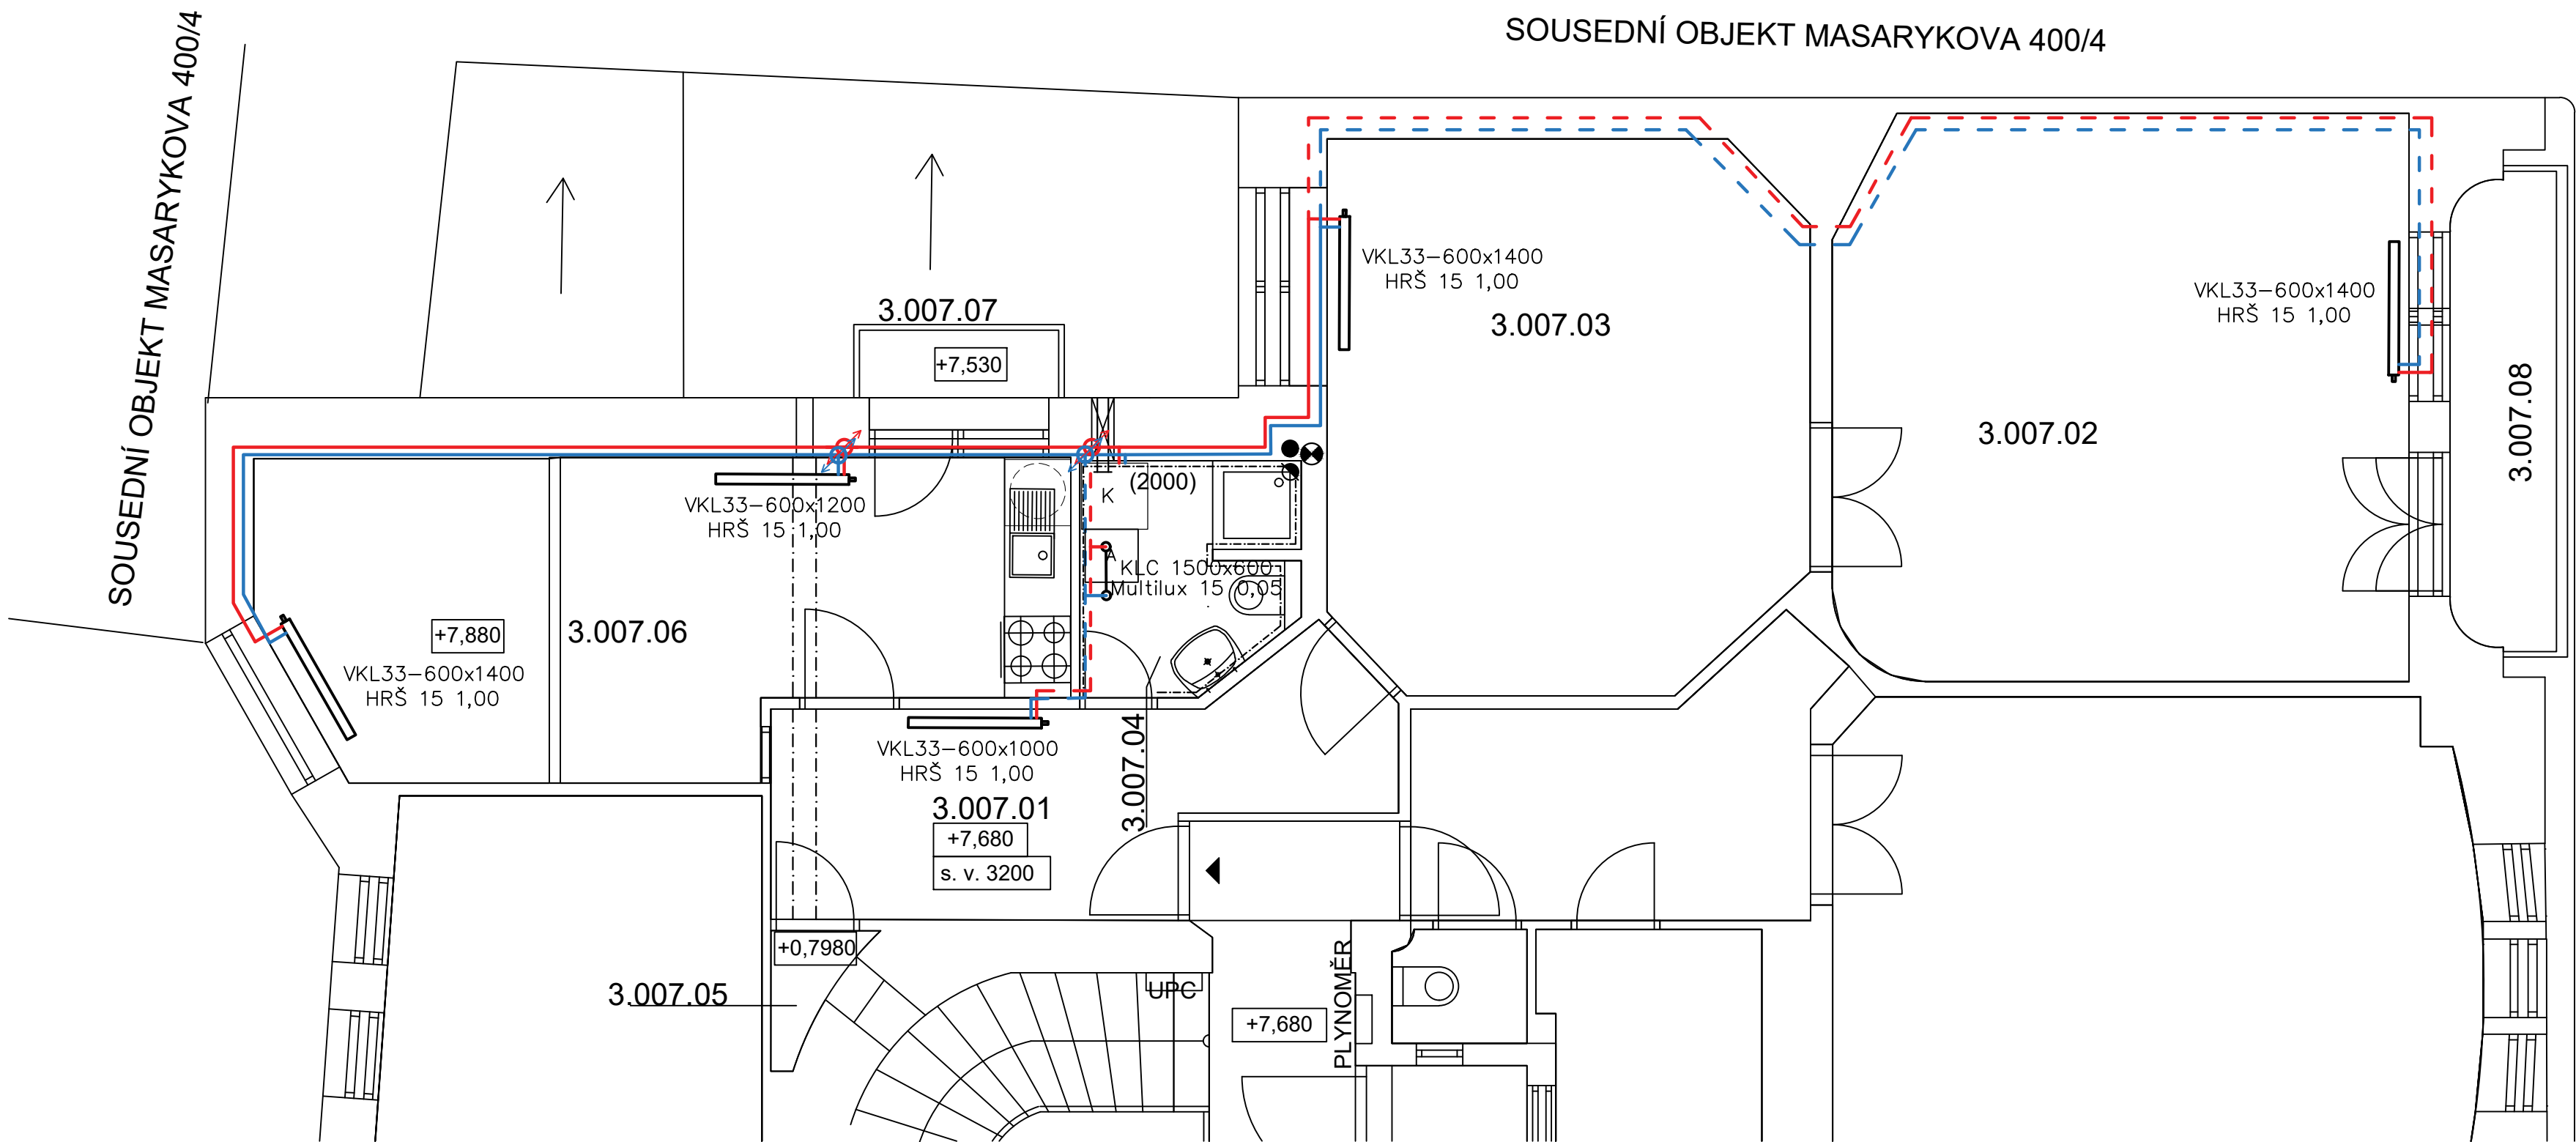 SOUSEDNÍ OBJEKT MASARYKOVA 400/4
SOUSEDNÍ OBJEKT MASARYKOVA 400/4
3.007.07
+7,530
VKL33-600x1400
HRŠ 15 1,00
3.007.03
VKL33-600x1400
HRŠ 15 1,00
3.007.02
3.007.08
VKL33-600x1200
HRŠ 15 1,00
(2000)
K
A
KLC 1500x600
Multilux 15 0,05
+7,880
3.007.06
VKL33-600x1400
HRŠ 15 1,00
VKL33-600x1000
HRŠ 15 1,00
3.007.04
3.007.01
+7,680
s. v. 3200
+0,7980
3.007.05
UPC
+7,680
PLYNOMĚR